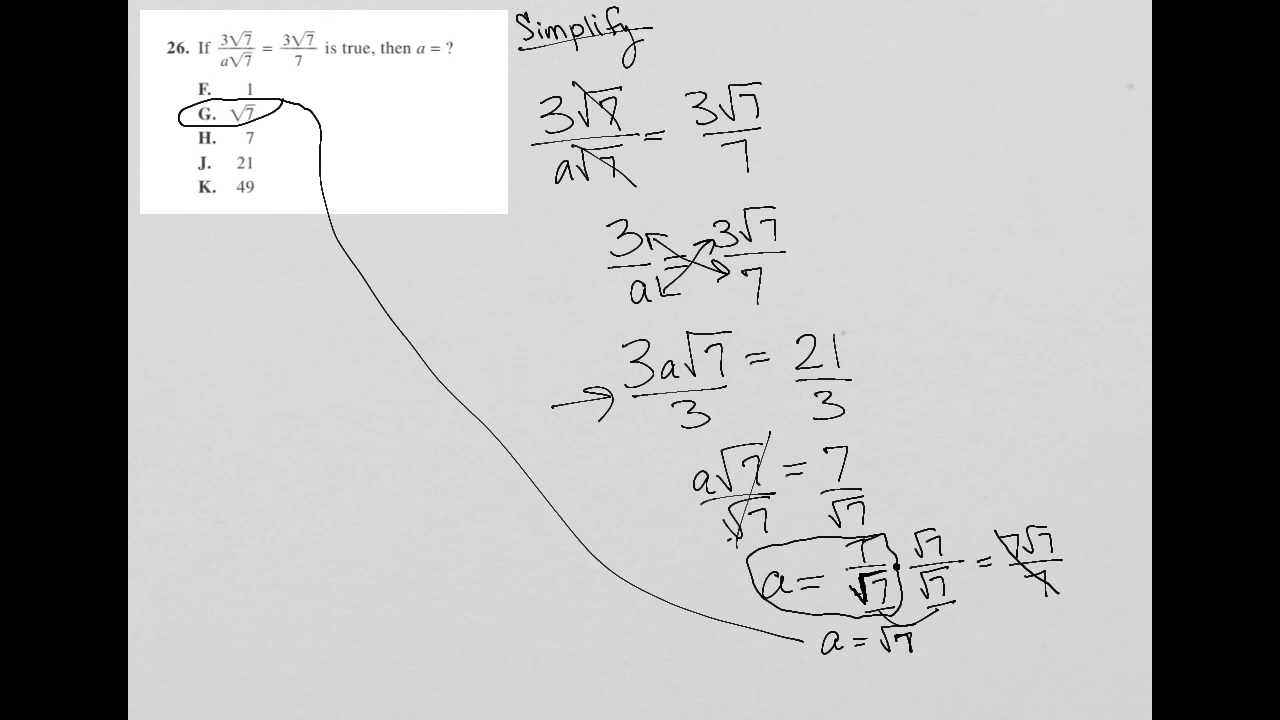 26. If 3√7/a√7 = 3√7/7 is true, then a = ?
F. 1
G. √7
H. 7
J. 21
K. 49
Simplify
3√7/a√7 = 3√7/7
3/a = 3√7/7
→ 3a√7/3 = 21/3
a√7/√7 = 7/√7
a = 7/√7 · √7/√7 = 7√7/7
a = √7